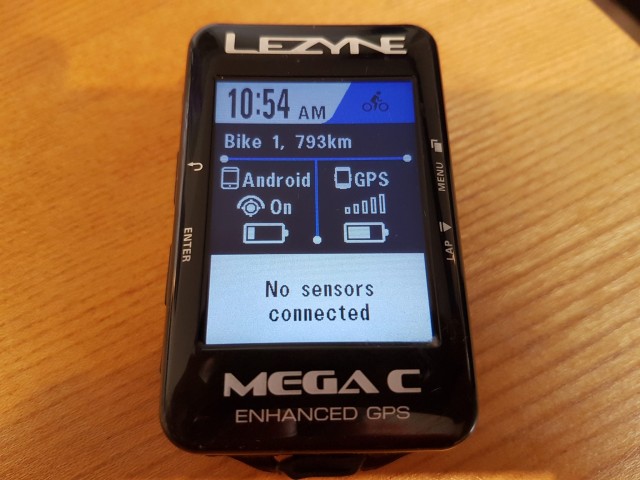 LEZYNE
10:54 AM
Bike 1, 793km
Android GPS
On
No sensors
connected
ENTER
MENU
LAP
MEGA C
ENHANCED GPS